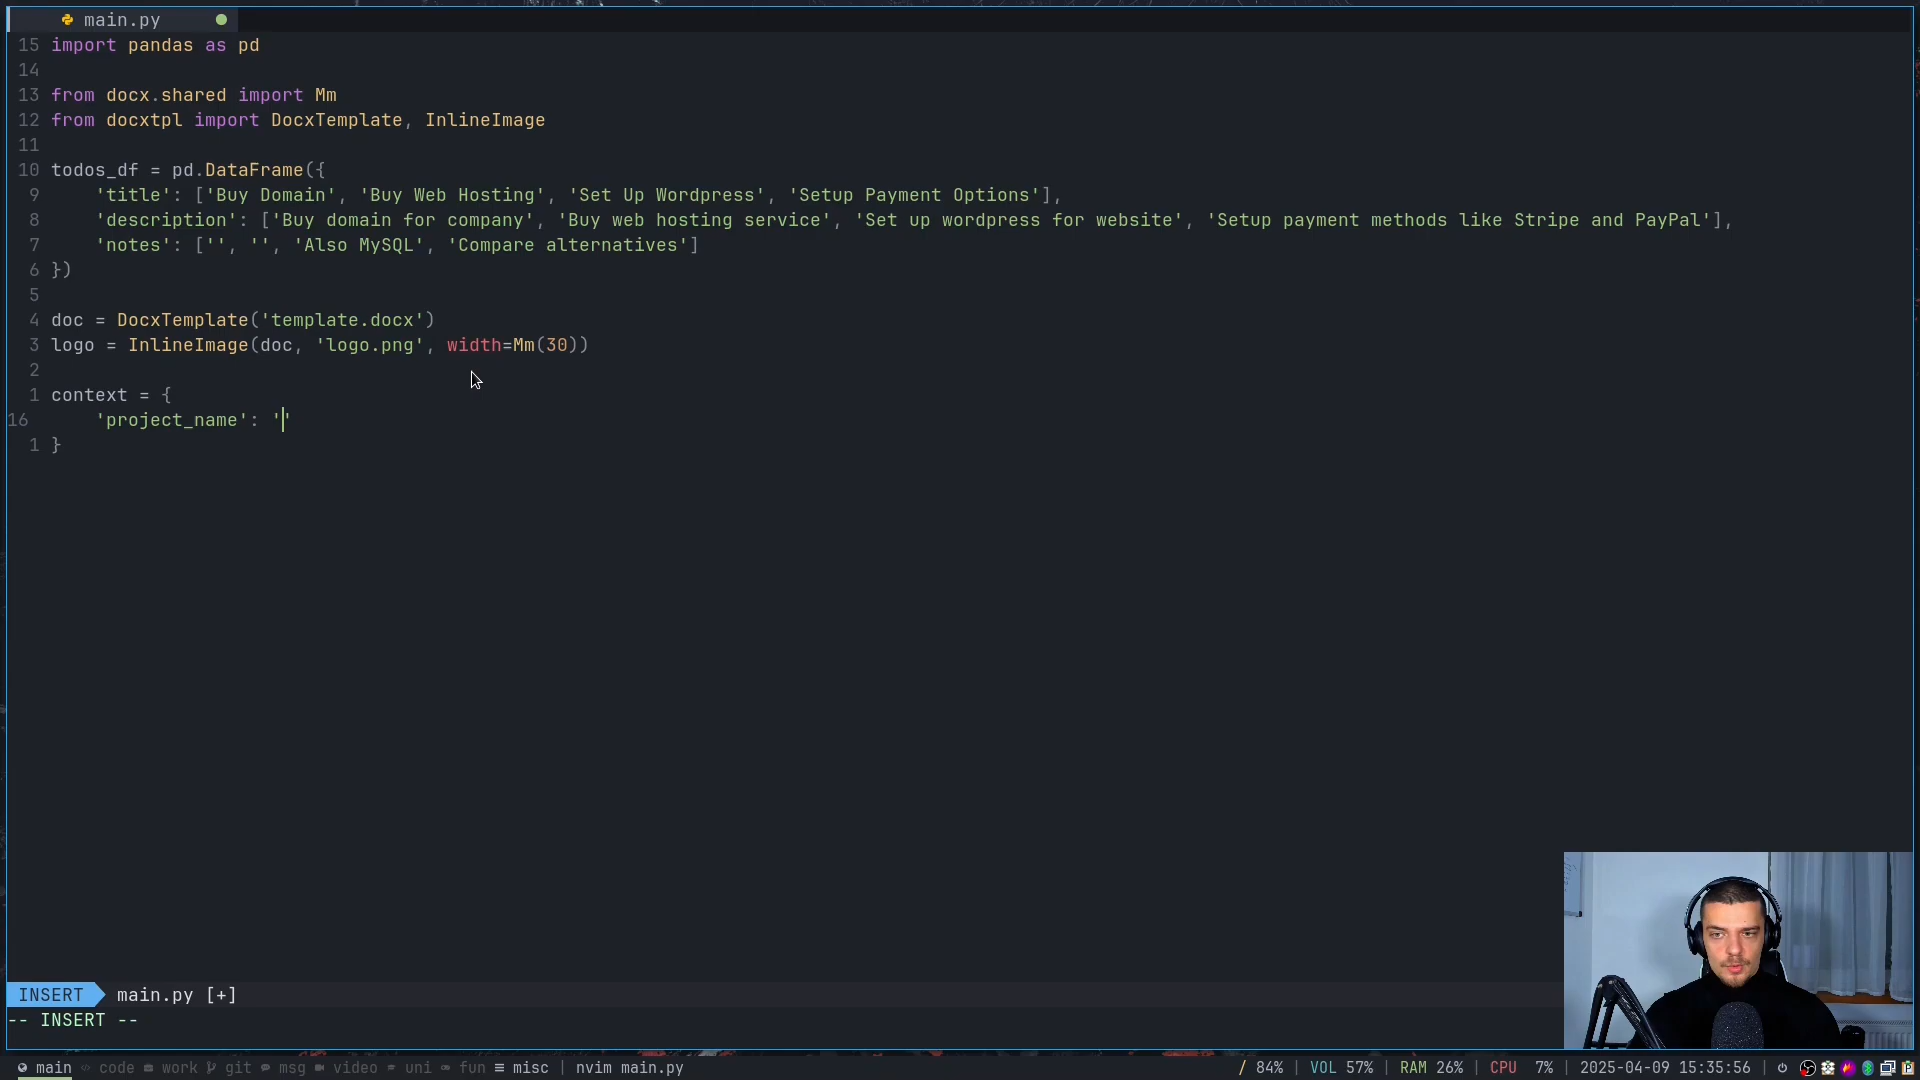 main.py
15 import pandas as pd
14
13 from docx.shared import Mm
12 from docxtpl import DocxTemplate, InlineImage
11
10 todos_df = pd.DataFrame({
9     'title': ['Buy Domain', 'Buy Web Hosting', 'Set Up Wordpress', 'Setup Payment Options'],
8     'description': ['Buy domain for company', 'Buy web hosting service', 'Set up wordpress for website', 'Setup payment methods like Stripe and PayPal'],
7     'notes': ['', '', 'Also MySQL', 'Compare alternatives']
6 })
5
4 doc = DocxTemplate('template.docx')
3 logo = InlineImage(doc, 'logo.png', width=Mm(30))
2
1 context = {
16     'project_name': ''
1 }
INSERT main.py [+]
-- INSERT --
main code work git msg video uni fun misc | nvim main.py / 84% | VOL 57% | RAM 26% | CPU 7% | 2025-04-09 15:35:56 |